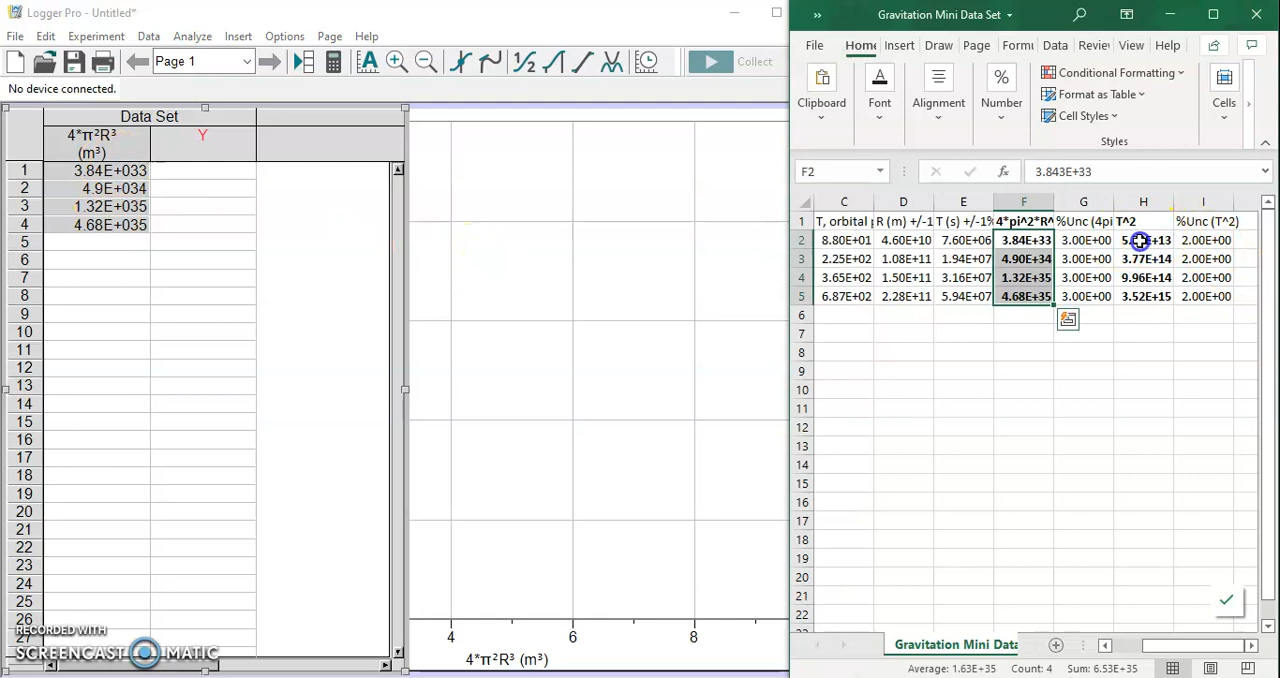 Logger Pro - Untitled*
File Edit Experiment Data Analyze Insert Options Page Help
Page 1
Collect
No device connected.
Data Set
4*π²R³ Y
(m³)
1 3.84E+033
2 4.9E+034
3 1.32E+035
4 4.68E+035
5
6
7
8
9
10
11
12
13
14
15
16
17
18
19
20
21
22
23
24
25
26
27
RECORDED WITH
SCREENCAST MATIC
4 6 8
4*π²R³ (m³)
Gravitation Mini Data Set
File Home Insert Draw Page Formu Data Review View Help
Clipboard Font Alignment Number
Conditional Formatting
Format as Table
Cell Styles
Styles
Cells
F2 fx 3.843E+33
C D E F G H I
1 T, orbital R (m) +/-1 T (s) +/-1% 4*pi^2*R^ %Unc (4pi T^2 %Unc (T^2)
2 8.80E+01 4.60E+10 7.60E+06 3.84E+33 3.00E+00 E+13 2.00E+00
3 2.25E+02 1.08E+11 1.94E+07 4.90E+34 3.00E+00 3.77E+14 2.00E+00
4 3.65E+02 1.50E+11 3.16E+07 1.32E+35 3.00E+00 9.96E+14 2.00E+00
5 6.87E+02 2.28E+11 5.94E+07 4.68E+35 3.00E+00 3.52E+15 2.00E+00
6
7
8
9
10
11
12
13
14
15
16
17
18
19
20
21
22
Gravitation Mini Data
Average: 1.63E+35 Count: 4 Sum: 6.53E+35